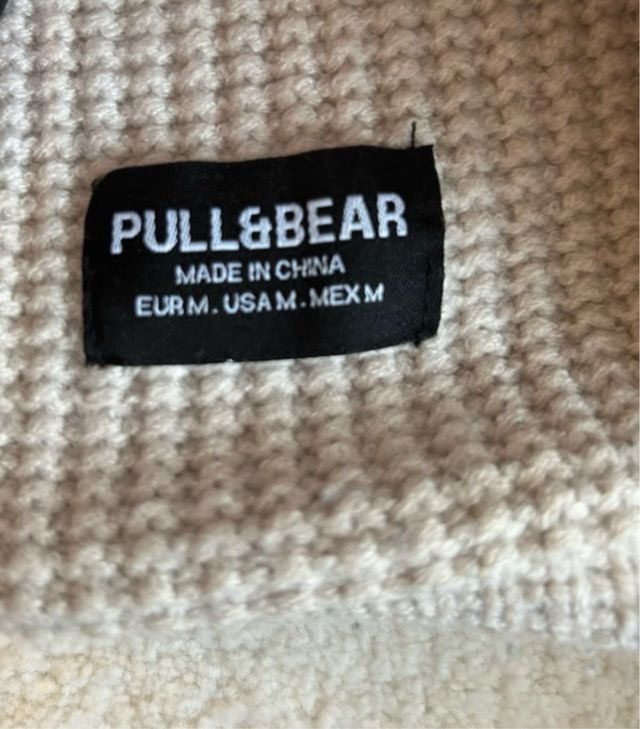 PULL&BEAR
MADE IN CHINA
EUR M . USA M . MEX M